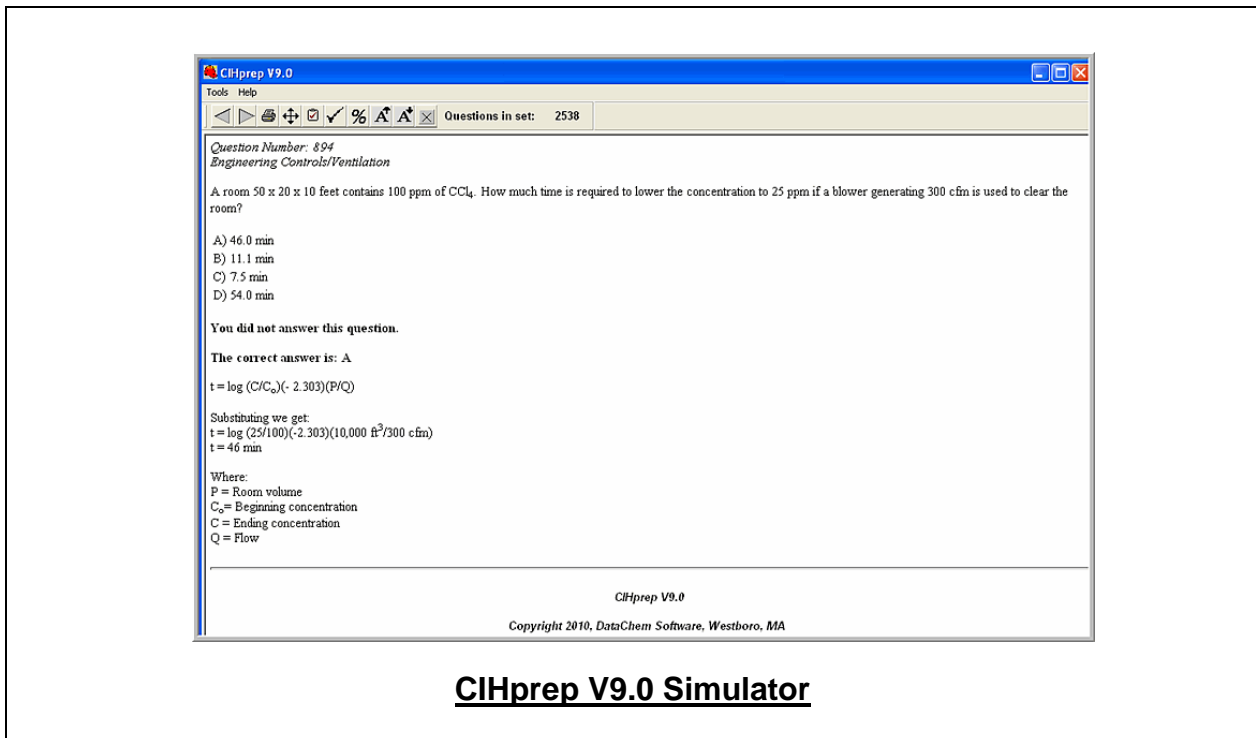 CIHprep V9.0
Tools Help
Questions in set: 2538
Question Number: 894
Engineering Controls/Ventilation
A room 50 x 20 x 10 feet contains 100 ppm of CCl₄. How much time is required to lower the concentration to 25 ppm if a blower generating 300 cfm is used to clear the
room?
A) 46.0 min
B) 11.1 min
C) 7.5 min
D) 54.0 min
You did not answer this question.
The correct answer is: A
t = log (C/Cₒ)(- 2.303)(P/Q)
Substituting we get:
t = log (25/100)(-2.303)(10,000 ft³/300 cfm)
t = 46 min
Where:
P = Room volume
Cₒ= Beginning concentration
C = Ending concentration
Q = Flow
CIHprep V9.0
Copyright 2010, DataChem Software, Westboro, MA
CIHprep V9.0 Simulator